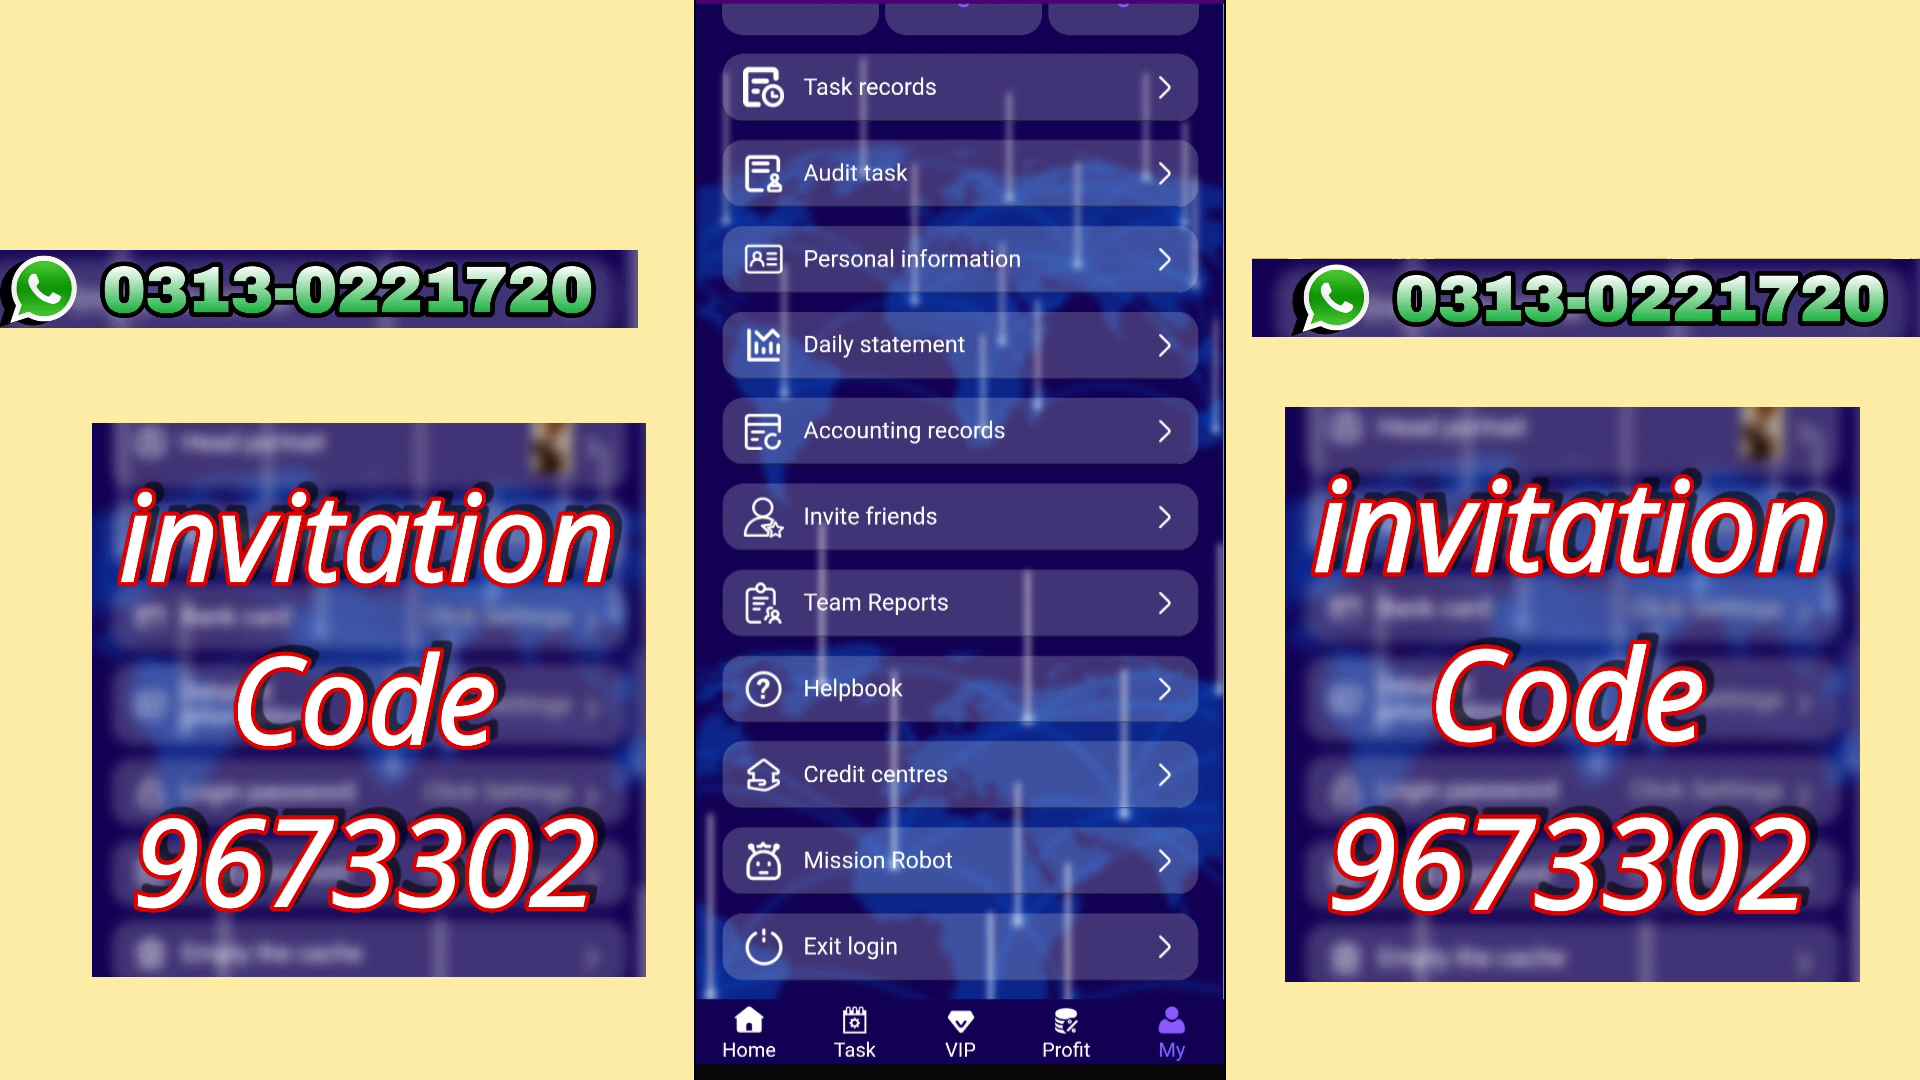 0313-0221720
invitation
Code
9673302
Task records
Audit task
Personal information
Daily statement
Accounting records
Invite friends
Team Reports
Helpbook
Credit centres
Mission Robot
Exit login
Home
Task
VIP
Profit
My
0313-0221720
invitation
Code
9673302